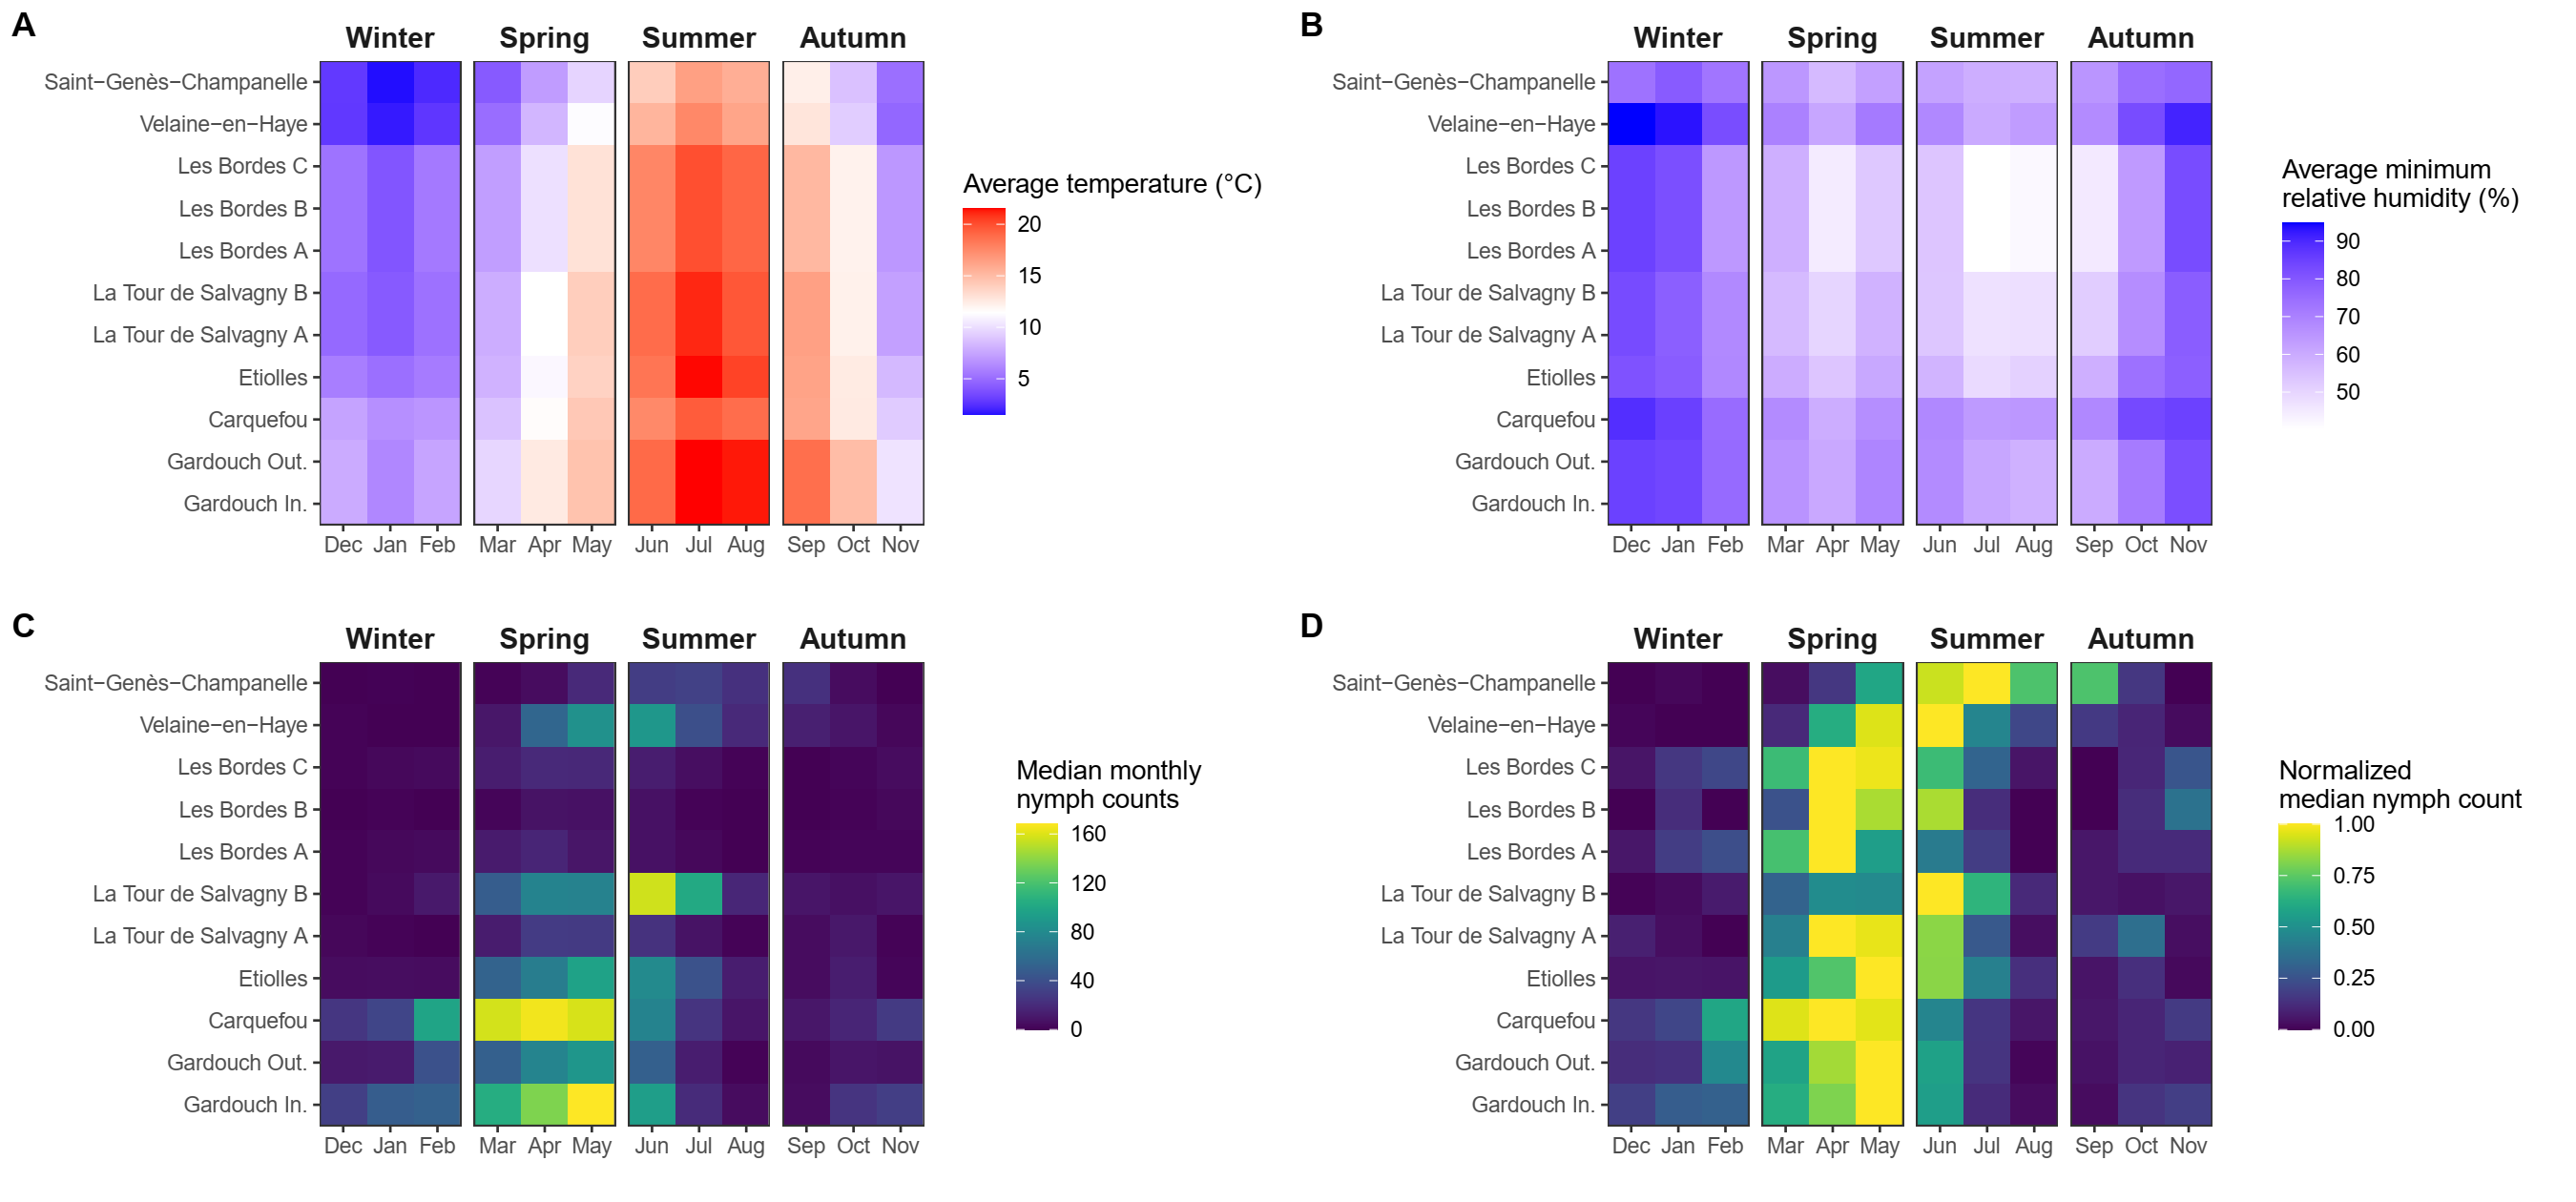 A
Winter Spring Summer Autumn
Saint−Genès−Champanelle
Velaine−en−Haye
Les Bordes C
Les Bordes B
Les Bordes A
La Tour de Salvagny B
La Tour de Salvagny A
Etiolles
Carquefou
Gardouch Out.
Gardouch In.
Dec Jan Feb Mar Apr May Jun Jul Aug Sep Oct Nov
Average temperature (°C)
20
15
10
5
B
Winter Spring Summer Autumn
Saint−Genès−Champanelle
Velaine−en−Haye
Les Bordes C
Les Bordes B
Les Bordes A
La Tour de Salvagny B
La Tour de Salvagny A
Etiolles
Carquefou
Gardouch Out.
Gardouch In.
Dec Jan Feb Mar Apr May Jun Jul Aug Sep Oct Nov
Average minimum
relative humidity (%)
90
80
70
60
50
C
Winter Spring Summer Autumn
Saint−Genès−Champanelle
Velaine−en−Haye
Les Bordes C
Les Bordes B
Les Bordes A
La Tour de Salvagny B
La Tour de Salvagny A
Etiolles
Carquefou
Gardouch Out.
Gardouch In.
Dec Jan Feb Mar Apr May Jun Jul Aug Sep Oct Nov
Median monthly
nymph counts
160
120
80
40
0
D
Winter Spring Summer Autumn
Saint−Genès−Champanelle
Velaine−en−Haye
Les Bordes C
Les Bordes B
Les Bordes A
La Tour de Salvagny B
La Tour de Salvagny A
Etiolles
Carquefou
Gardouch Out.
Gardouch In.
Dec Jan Feb Mar Apr May Jun Jul Aug Sep Oct Nov
Normalized
median nymph count
1.00
0.75
0.50
0.25
0.00